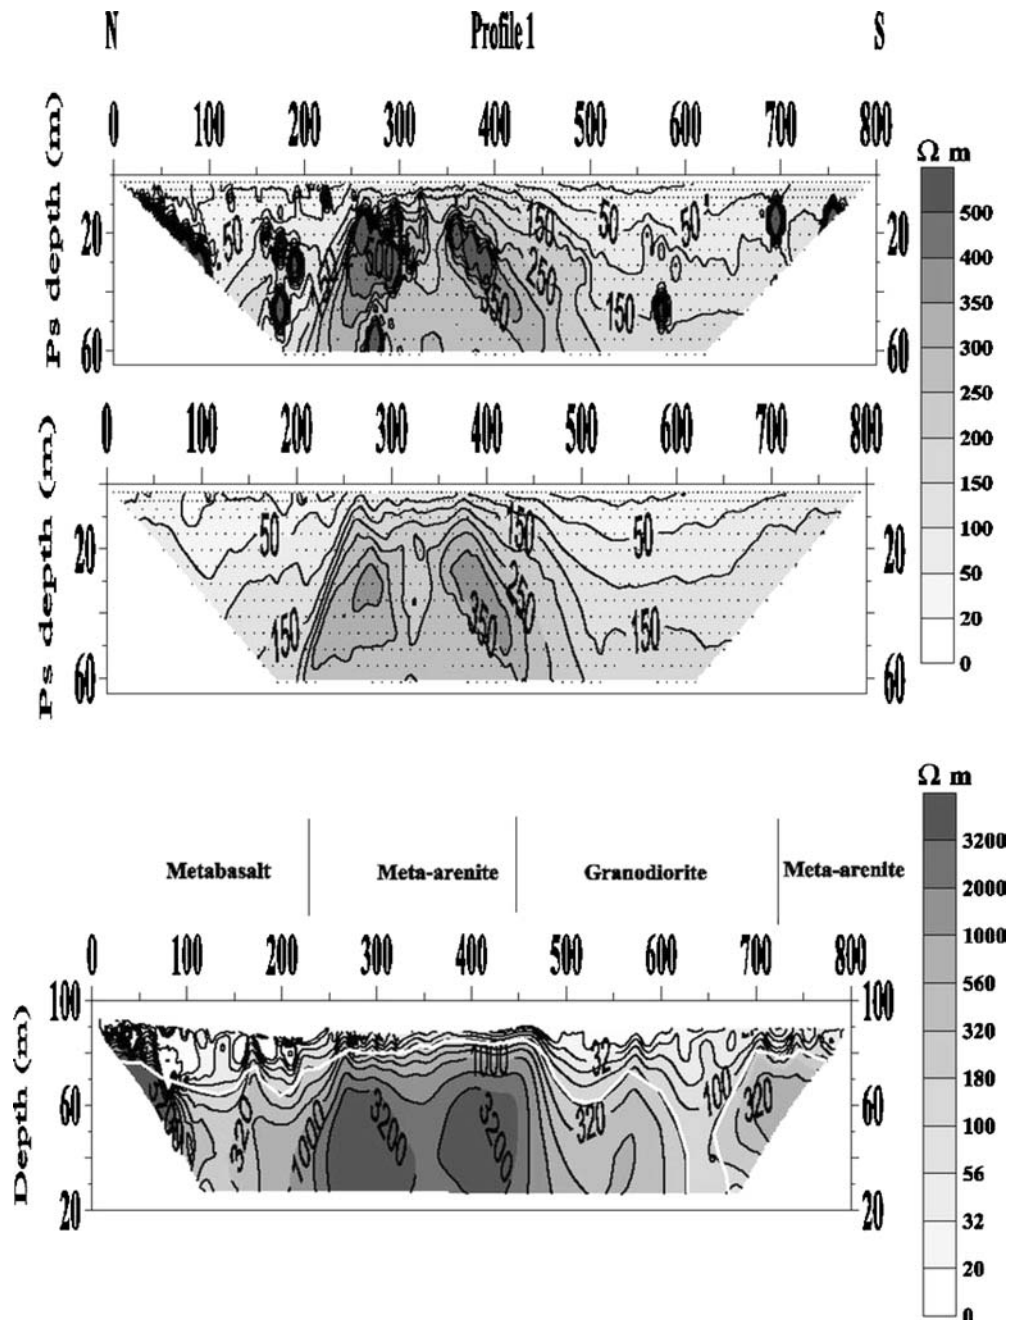 N Profile 1 S
0 100 200 300 400 500 600 700 800
Ω m
Ps depth (m)
20 50 150 50 50 20
250
150
60 60
500
400
350
300
250
200
150
100
50
20
0
0 100 200 300 400 500 600 700 800
Ps depth (m)
20 50 150 50 20
250
150 350 150
60 60
Ω m
Metabasalt Meta-arenite Granodiorite Meta-arenite
0 100 200 300 400 500 600 700 800
100 100
Depth (m)
1000 32
60 100 60
320 1000 3200 3200 320 320
20 20
3200
2000
1000
560
320
180
100
56
32
20
0